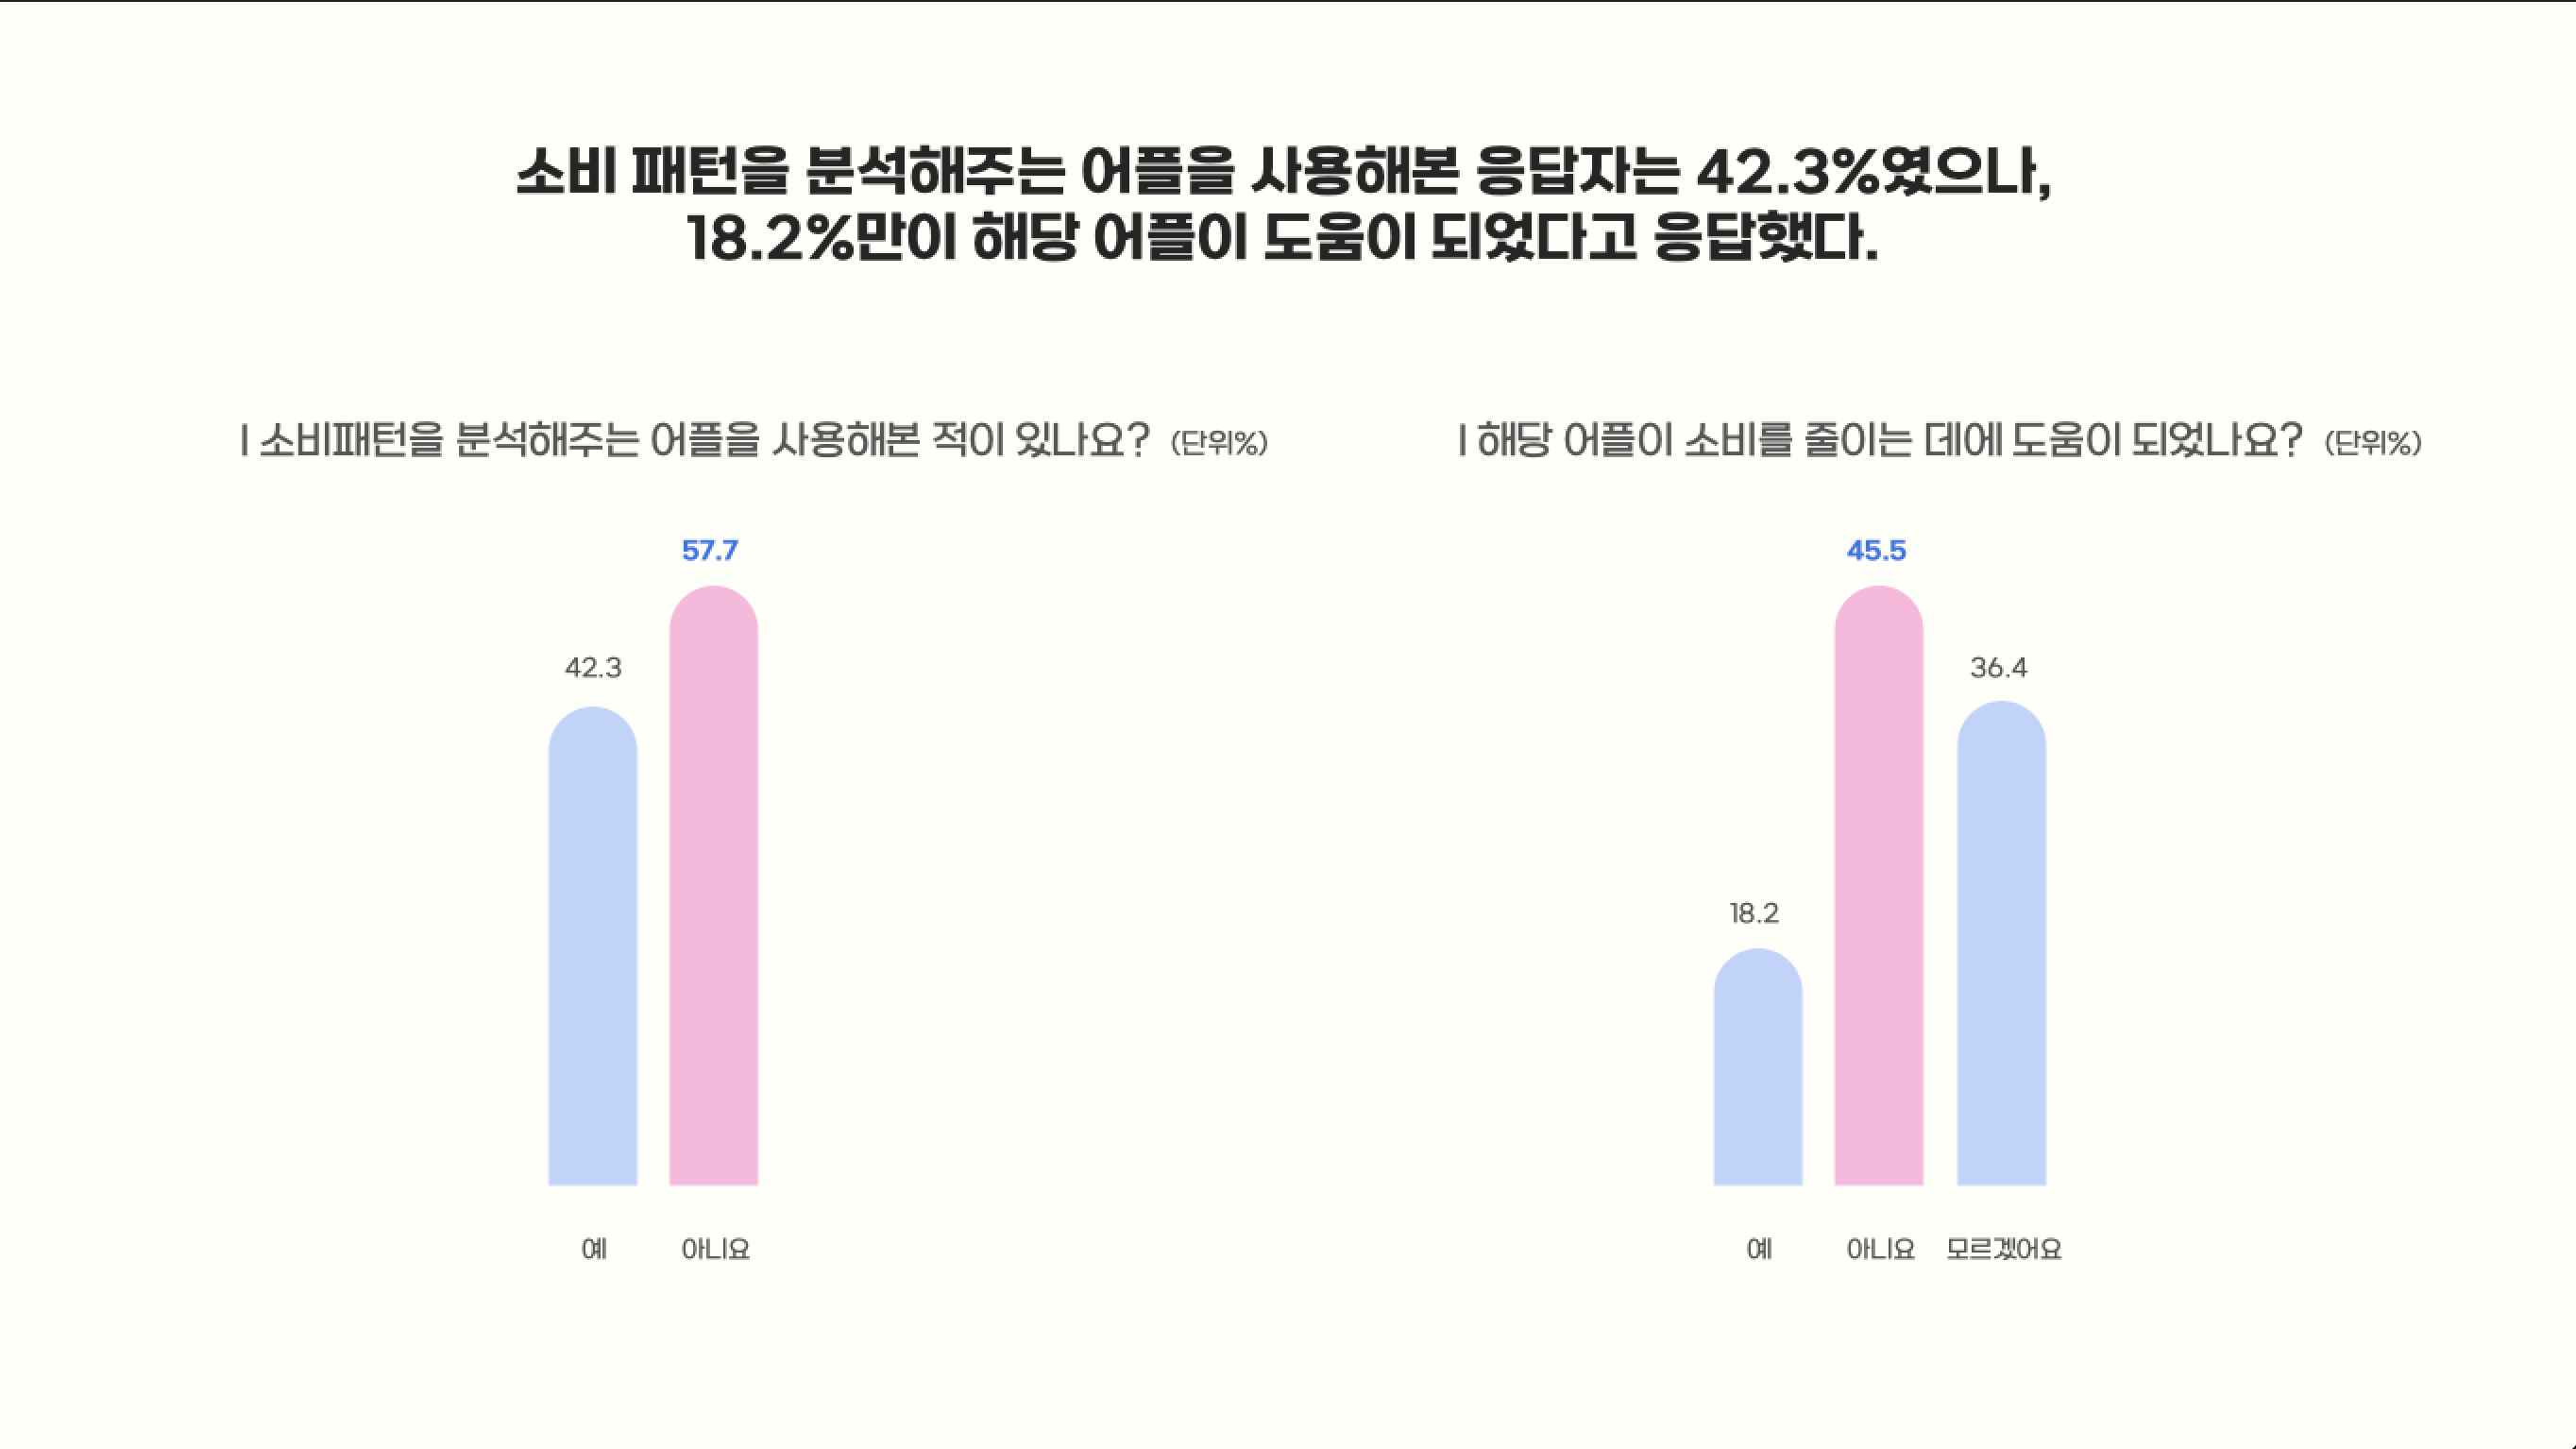 소비 패턴을 분석해주는 어플을 사용해본 응답자는 42.3%였으나,
18.2%만이 해당 어플이 도움이 되었다고 응답했다.
| 소비패턴을 분석해주는 어플을 사용해본 적이 있나요? (단위%)
57.7
42.3
예
아니요
| 해당 어플이 소비를 줄이는 데에 도움이 되었나요? (단위%)
45.5
36.4
18.2
예
아니요
모르겠어요